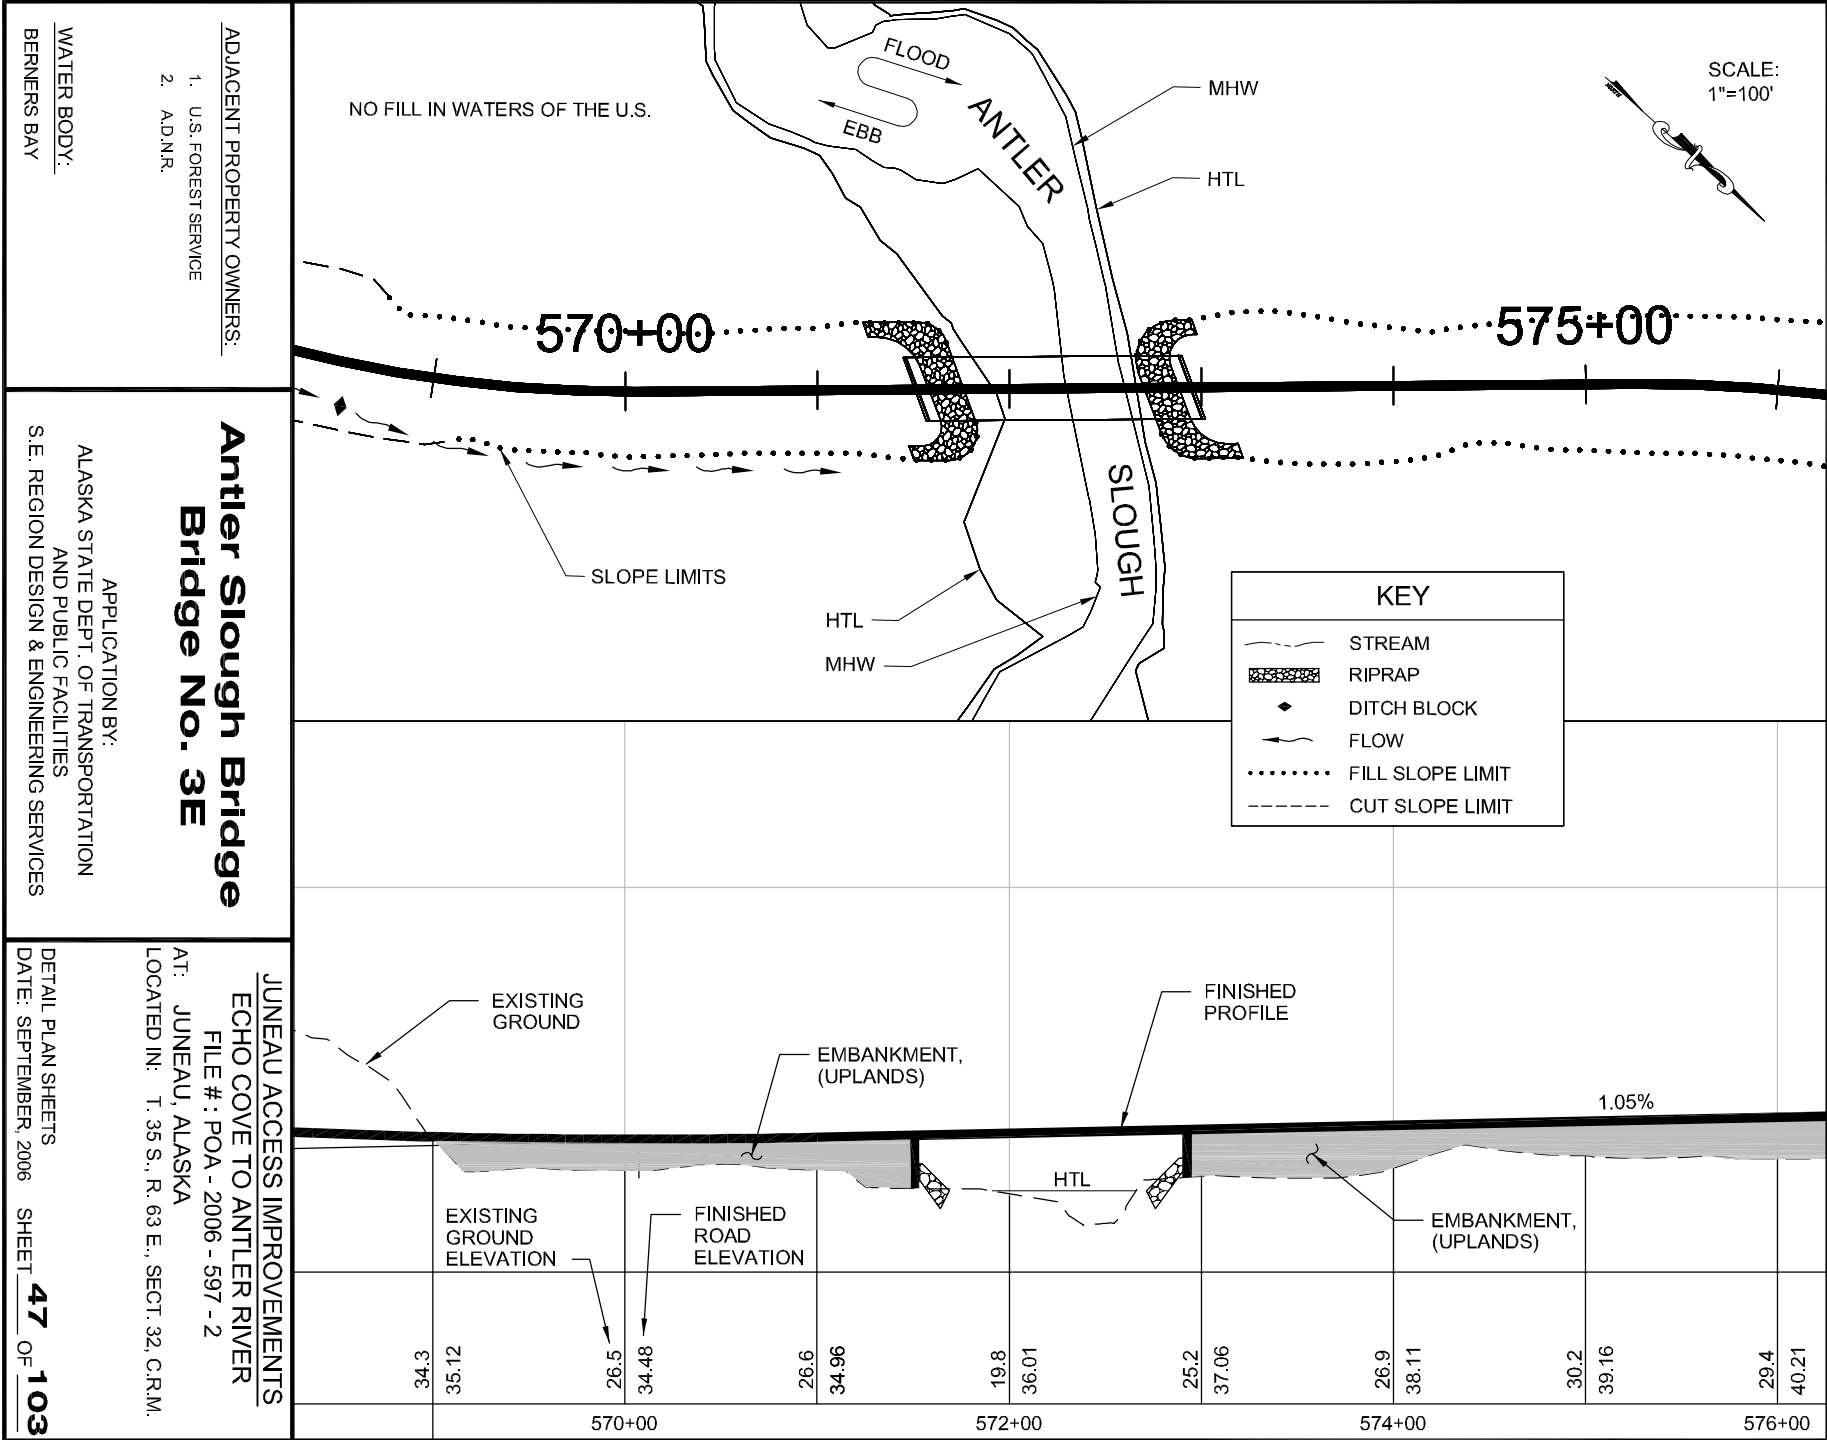 ADJACENT PROPERTY OWNERS:
1. U.S. FOREST SERVICE
2. A.D.N.R.
WATER BODY:
BERNERS BAY
Antler Slough Bridge
Bridge No. 3E
APPLICATION BY:
ALASKA STATE DEPT. OF TRANSPORTATION
AND PUBLIC FACILITIES
S.E. REGION DESIGN & ENGINEERING SERVICES
JUNEAU ACCESS IMPROVEMENTS
ECHO COVE TO ANTLER RIVER
FILE #: POA - 2006 - 597 - 2
AT: JUNEAU, ALASKA
LOCATED IN: T. 35 S., R. 63 E., SECT. 32, C.R.M.
DETAIL PLAN SHEETS
DATE: SEPTEMBER, 2006 SHEET 47 OF 103
NO FILL IN WATERS OF THE U.S.
FLOOD
EBB
ANTLER
SLOUGH
MHW
HTL
SCALE:
1"=100'
570+00
575+00
SLOPE LIMITS
HTL
MHW
KEY
STREAM
RIPRAP
DITCH BLOCK
FLOW
FILL SLOPE LIMIT
CUT SLOPE LIMIT
EXISTING
GROUND
EMBANKMENT,
(UPLANDS)
FINISHED
PROFILE
1.05%
HTL
EXISTING
GROUND
ELEVATION
FINISHED
ROAD
ELEVATION
EMBANKMENT,
(UPLANDS)
34.3
35.12
26.5
34.48
26.6
34.96
19.8
36.01
25.2
37.06
26.9
38.11
30.2
39.16
29.4
40.21
570+00
572+00
574+00
576+00